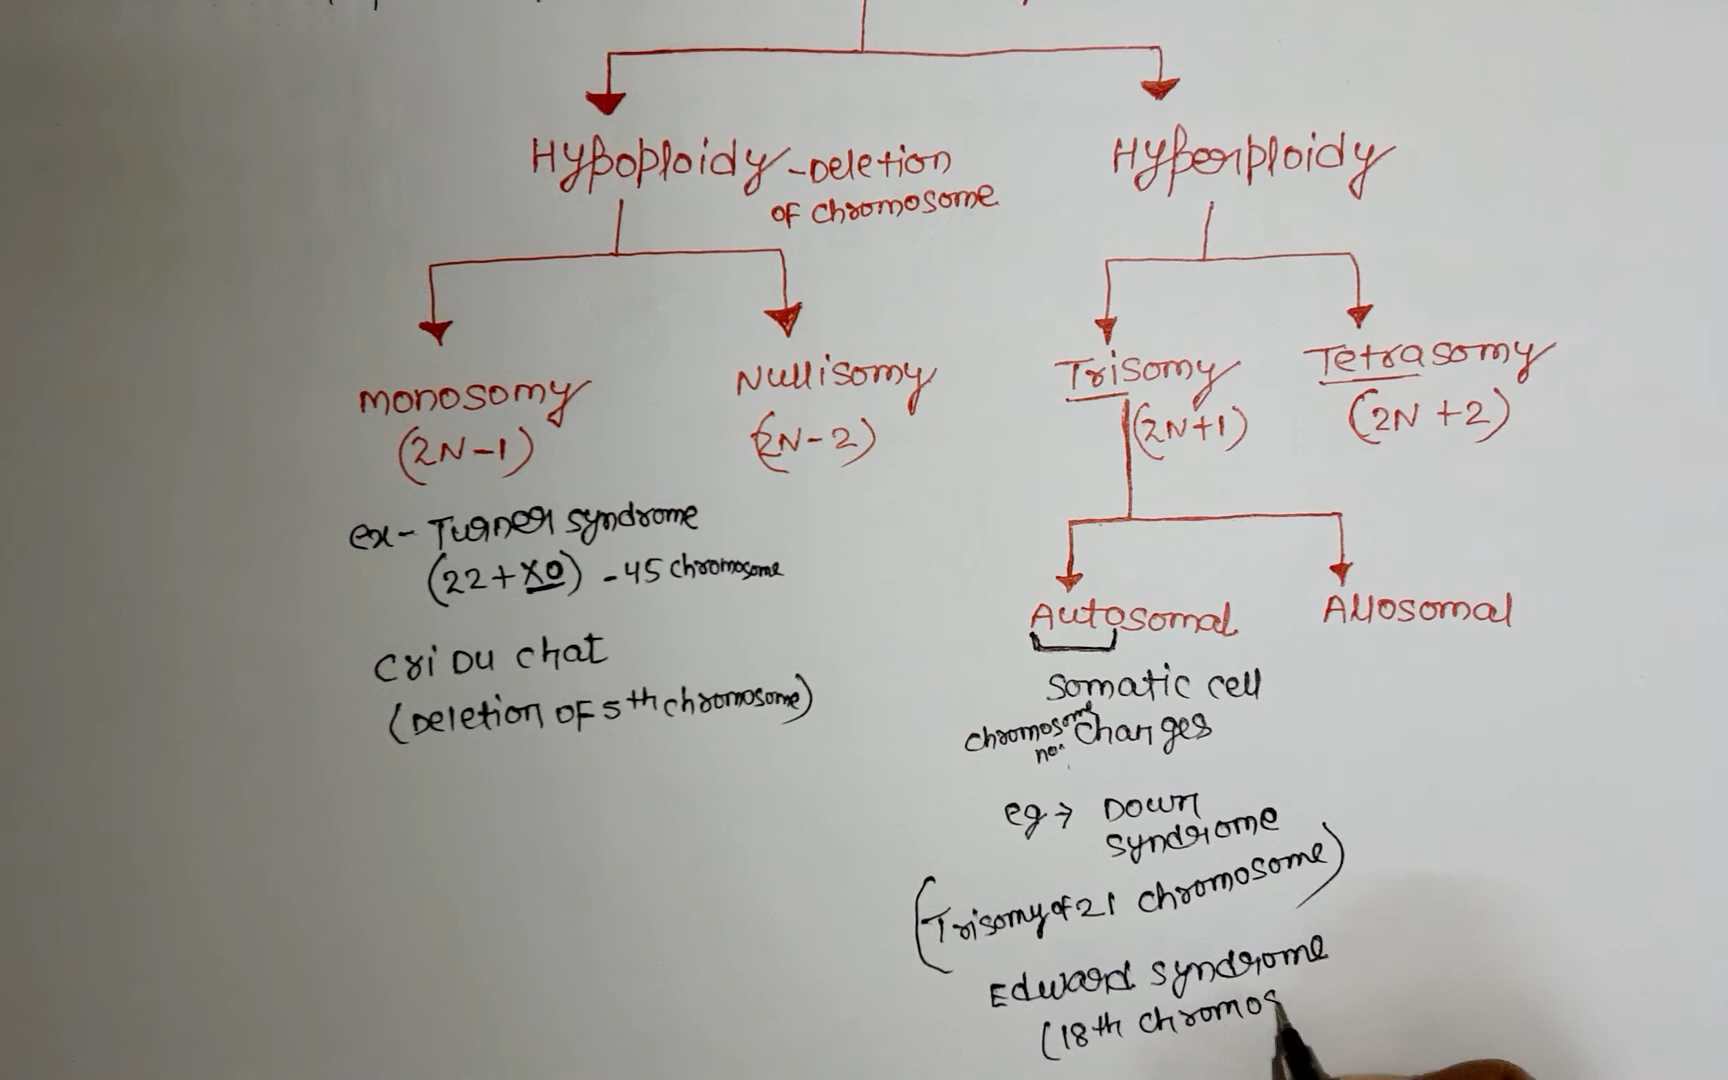 Hypoploidy - Deletion
of chromosome
Hyperploidy
Monosomy
(2N-1)
Nullisomy
(2N-2)
Trisomy
(2N+1)
Tetrasomy
(2N+2)
ex- Turner syndrome
(22+XO) - 45 chromosome
Cri Du chat
(Deletion of 5th chromosome)
Autosomal
Allosomal
Somatic cell
chromosome
no.
changes
eg → Down
syndrome
(Trisomy of 21 chromosome)
Edward syndrome
(18th chromos